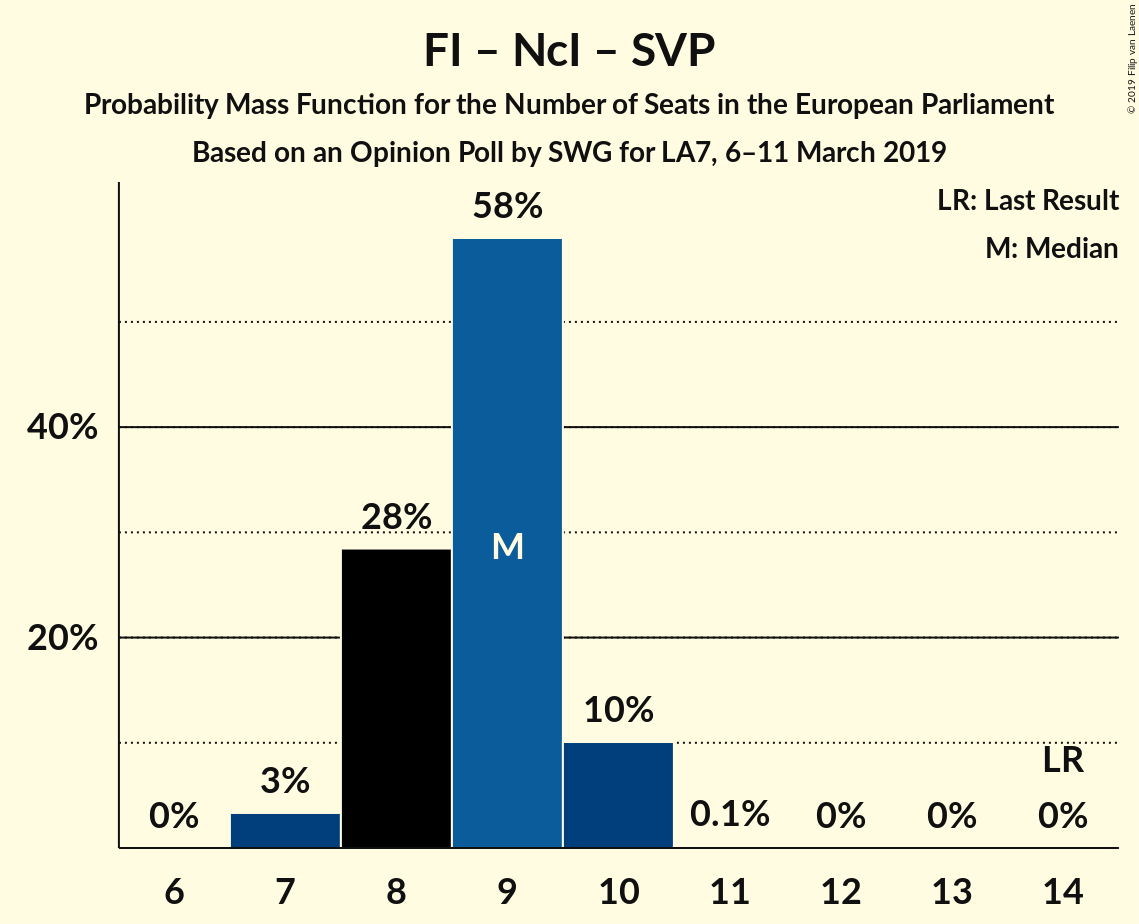 FI – NcI – SVP
Probability Mass Function for the Number of Seats in the European Parliament
Based on an Opinion Poll by SWG for LA7, 6–11 March 2019
© 2019 Filip van Laenen
LR: Last Result
M: Median
58%
40%
28%
M
20%
10%
LR
3%
0%
0.1%
0%
0%
0%
6
7
8
9
10
11
12
13
14